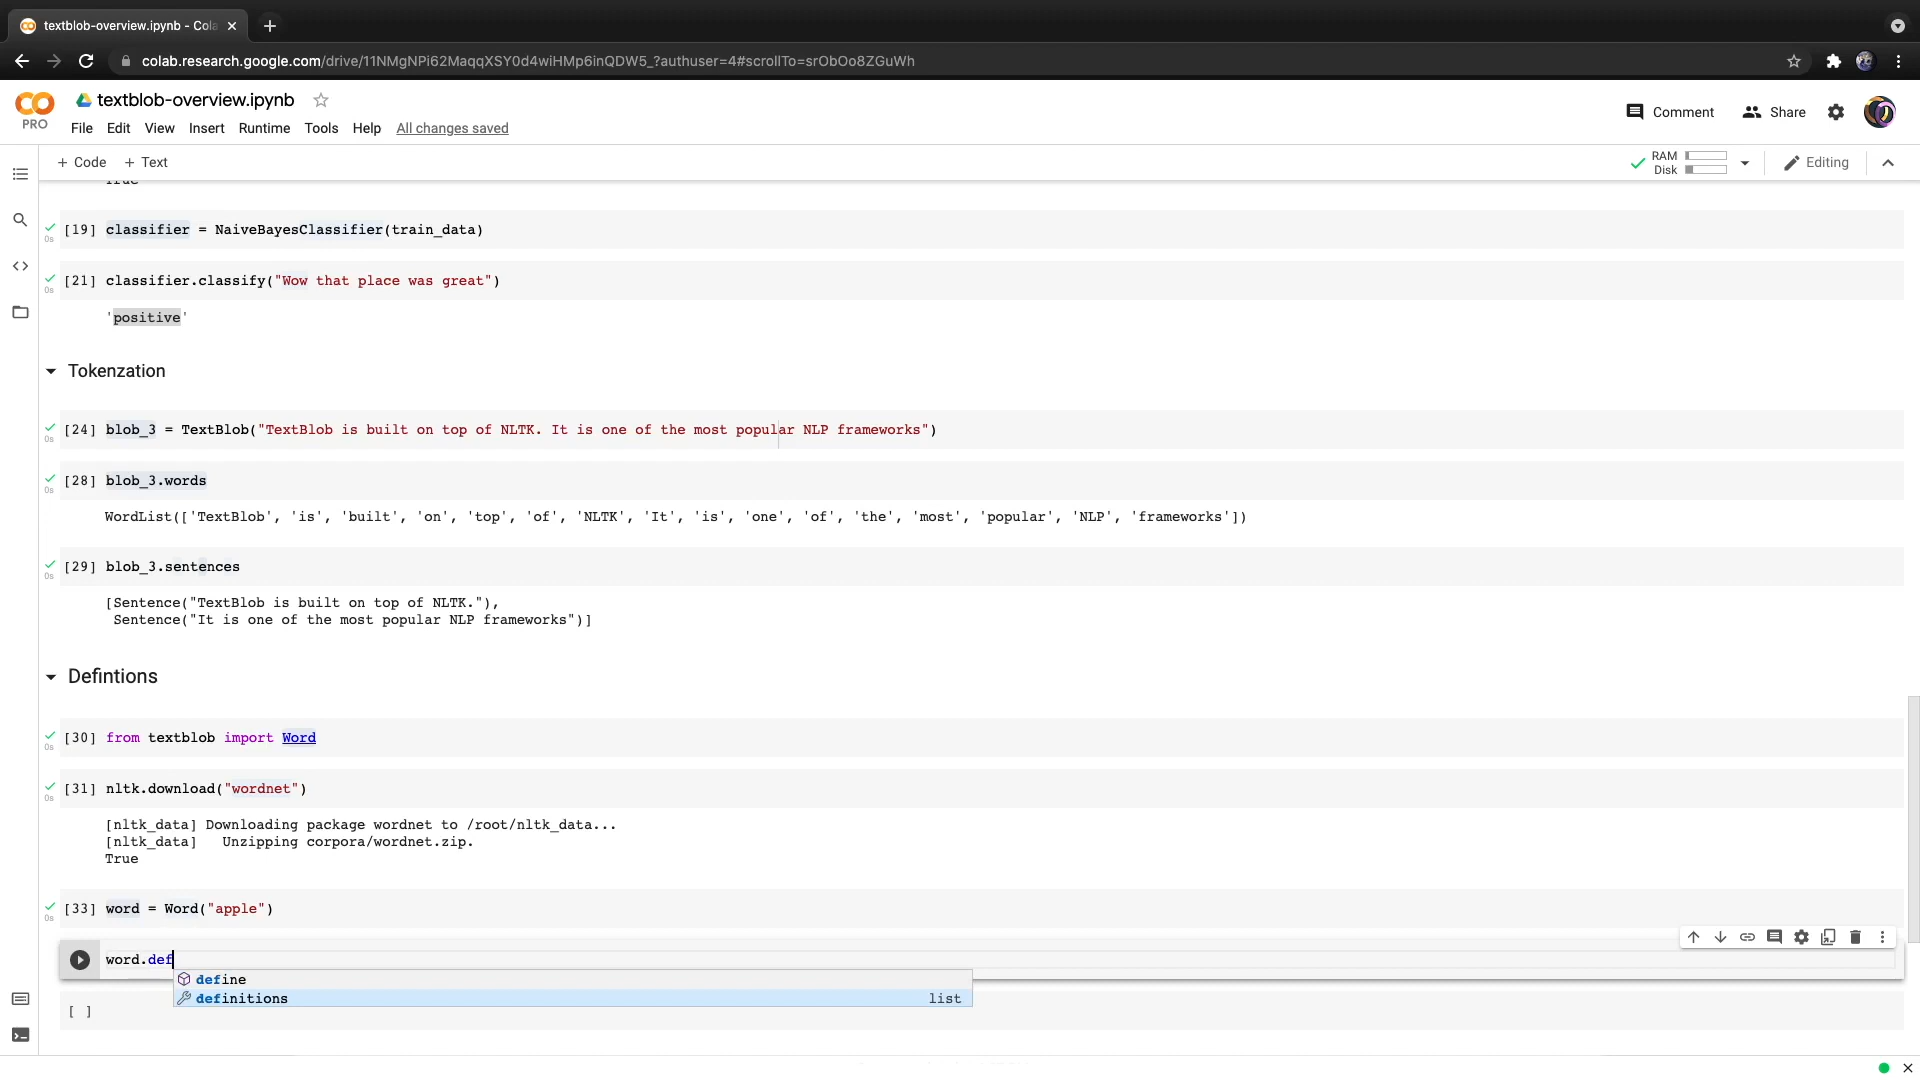 textblob-overview.ipynb - Cola
colab.research.google.com/drive/11NMgNPi62MaqqXSY0d4wiHMp6inQDW5_?authuser=4#scrollTo=srObOo8ZGuWh
PRO
textblob-overview.ipynb
File Edit View Insert Runtime Tools Help All changes saved
Comment Share
+ Code + Text
RAM
Disk
Editing
True
[19] classifier = NaiveBayesClassifier(train_data)
0s
[21] classifier.classify("Wow that place was great")
0s
'positive'
Tokenzation
[24] blob_3 = TextBlob("TextBlob is built on top of NLTK. It is one of the most popular NLP frameworks")
0s
[28] blob_3.words
0s
WordList(['TextBlob', 'is', 'built', 'on', 'top', 'of', 'NLTK', 'It', 'is', 'one', 'of', 'the', 'most', 'popular', 'NLP', 'frameworks'])
[29] blob_3.sentences
0s
[Sentence("TextBlob is built on top of NLTK."),
Sentence("It is one of the most popular NLP frameworks")]
Defintions
[30] from textblob import Word
0s
[31] nltk.download("wordnet")
0s
[nltk_data] Downloading package wordnet to /root/nltk_data...
[nltk_data]   Unzipping corpora/wordnet.zip.
True
[33] word = Word("apple")
0s
word.def
define
definitions list
[ ]